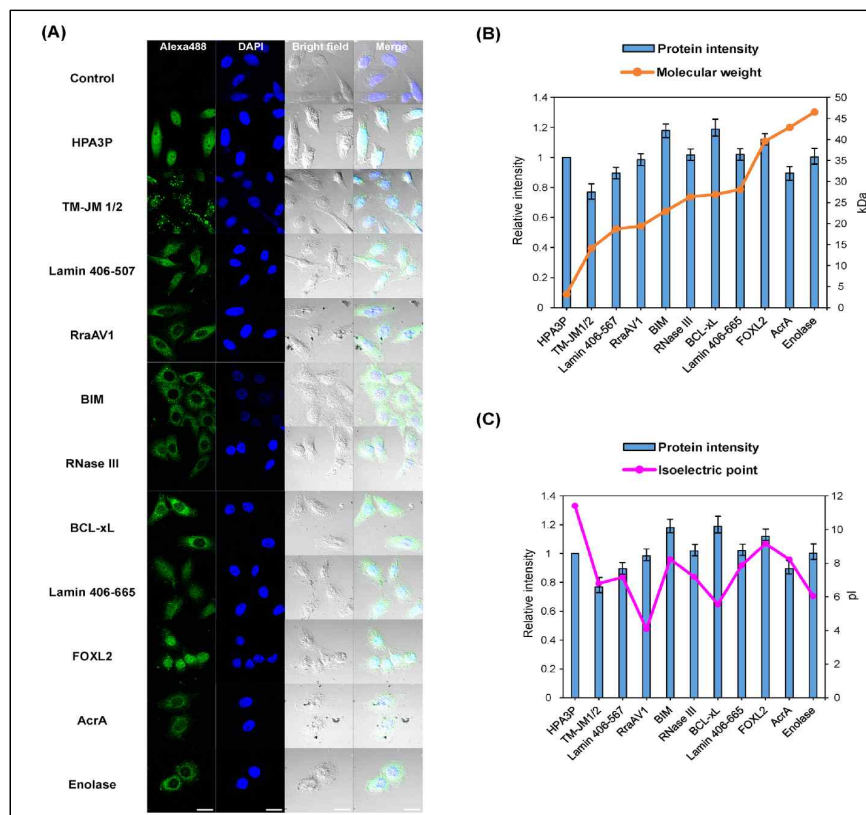 (A)
Alexa488 DAPI Bright field Merge
Control
HPA3P
TM-JM 1/2
Lamin 406-507
RraAV1
BIM
RNase III
BCL-xL
Lamin 406-665
FOXL2
AcrA
Enolase
(B)
Protein intensity
Molecular weight
Relative intensity
1.4
1.2
1
0.8
0.6
0.4
0.2
0
50
45
40
35
30
25
20
15
10
5
0
kDa
HPA3P
TM-JM1/2
Lamin 406-567
RraAV1
BIM
RNase III
BCL-xL
Lamin 406-665
FOXL2
AcrA
Enolase
(C)
Protein intensity
Isoelectric point
Relative intensity
1.4
1.2
1
0.8
0.6
0.4
0.2
0
12
10
8
6
4
2
0
pI
HPA3P
TM-JM1/2
Lamin 406-567
RraAV1
BIM
RNase III
BCL-xL
Lamin 406-665
FOXL2
AcrA
Enolase